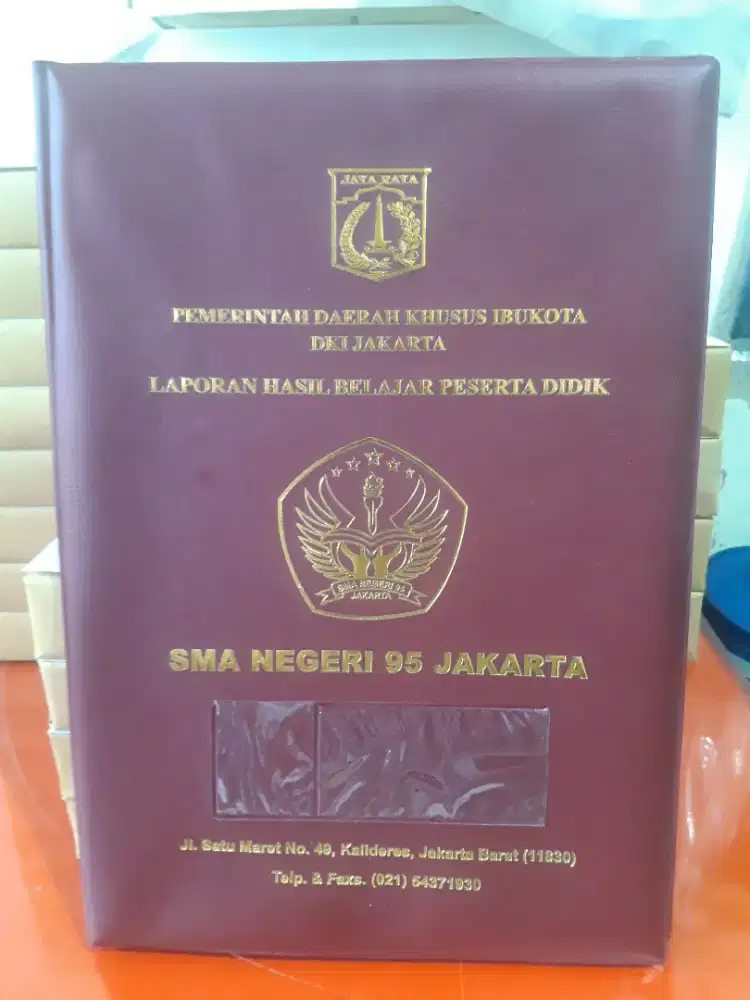 JAYA RAYA
PEMERINTAH DAERAH KHUSUS IBUKOTA
DKI JAKARTA
LAPORAN HASIL BELAJAR PESERTA DIDIK
SMA NEGERI 95
JAKARTA
SMA NEGERI 95 JAKARTA
Jl. Satu Maret No. 49, Kalideres, Jakarta Barat (11830)
Telp. & Faxs. (021) 54371930